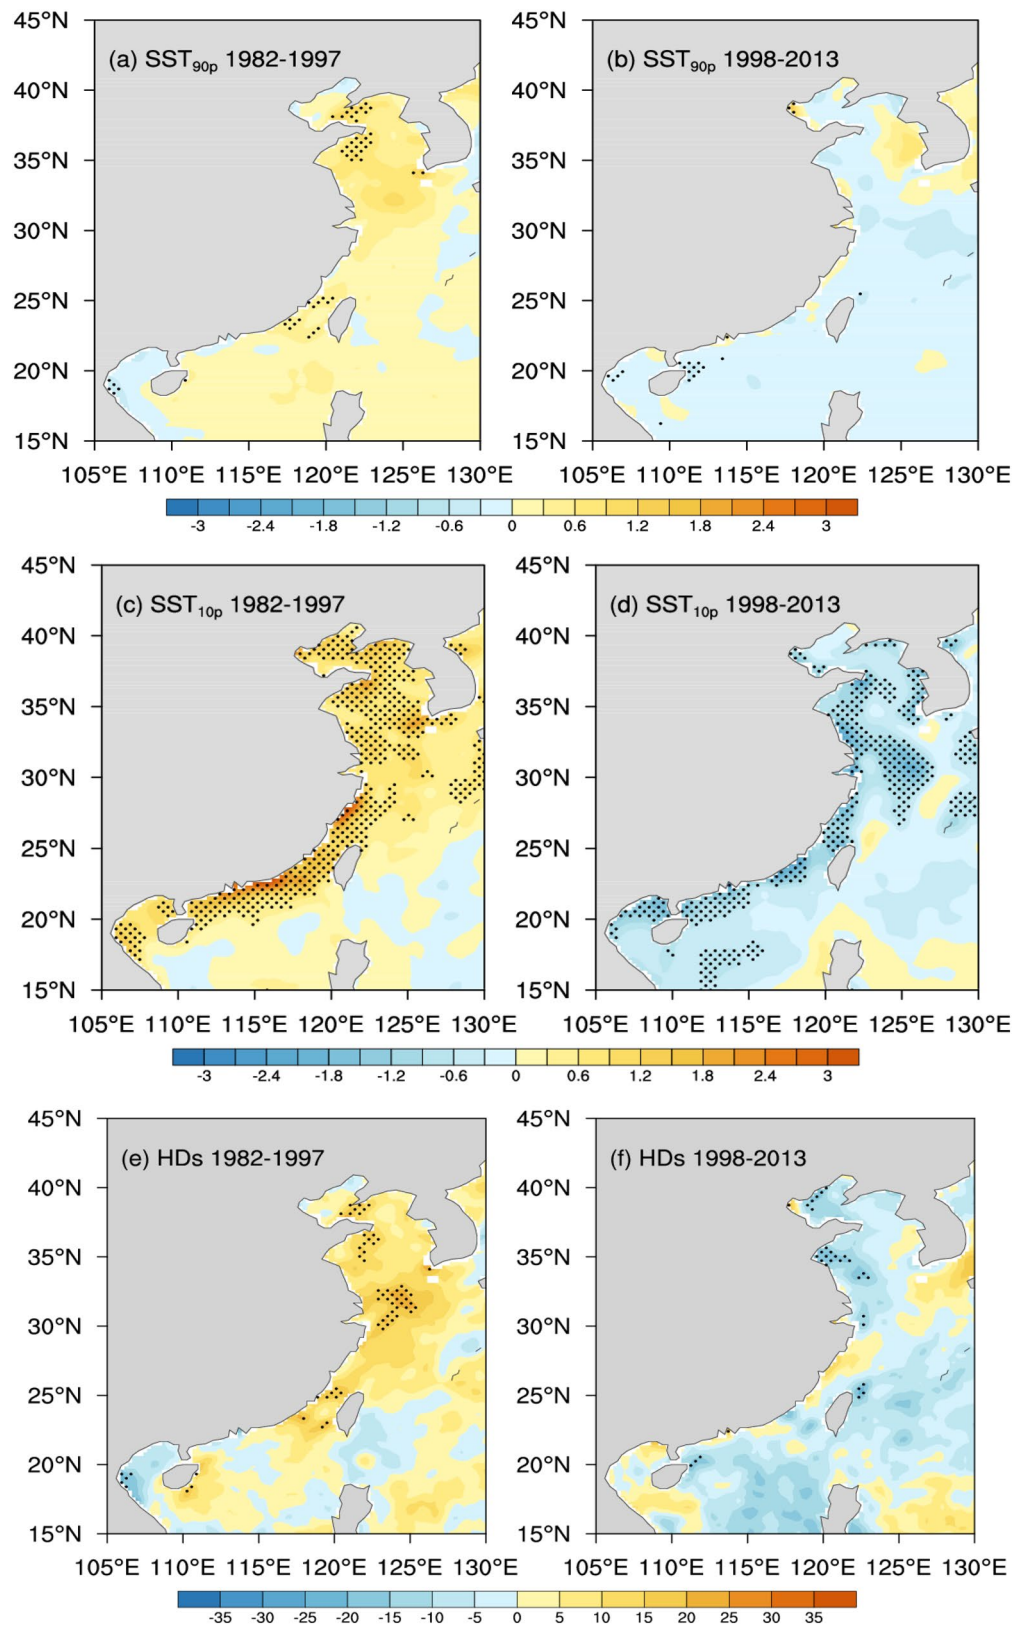 45°N 45°N
(a) SST90p 1982-1997 (b) SST90p 1998-2013
40°N 40°N
35°N 35°N
30°N 30°N
25°N 25°N
20°N 20°N
15°N 15°N
105°E 110°E 115°E 120°E 125°E 130°E 105°E 110°E 115°E 120°E 125°E 130°E
-3 -2.4 -1.8 -1.2 -0.6 0 0.6 1.2 1.8 2.4 3
45°N 45°N
(c) SST10p 1982-1997 (d) SST10p 1998-2013
40°N 40°N
35°N 35°N
30°N 30°N
25°N 25°N
20°N 20°N
15°N 15°N
105°E 110°E 115°E 120°E 125°E 130°E 105°E 110°E 115°E 120°E 125°E 130°E
-3 -2.4 -1.8 -1.2 -0.6 0 0.6 1.2 1.8 2.4 3
45°N 45°N
(e) HDs 1982-1997 (f) HDs 1998-2013
40°N 40°N
35°N 35°N
30°N 30°N
25°N 25°N
20°N 20°N
15°N 15°N
105°E 110°E 115°E 120°E 125°E 130°E 105°E 110°E 115°E 120°E 125°E 130°E
-35 -30 -25 -20 -15 -10 -5 0 5 10 15 20 25 30 35